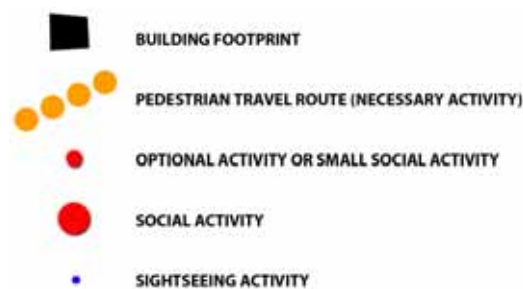 BUILDING FOOTPRINT
PEDESTRIAN TRAVEL ROUTE (NECESSARY ACTIVITY)
OPTIONAL ACTIVITY OR SMALL SOCIAL ACTIVITY
SOCIAL ACTIVITY
SIGHTSEEING ACTIVITY